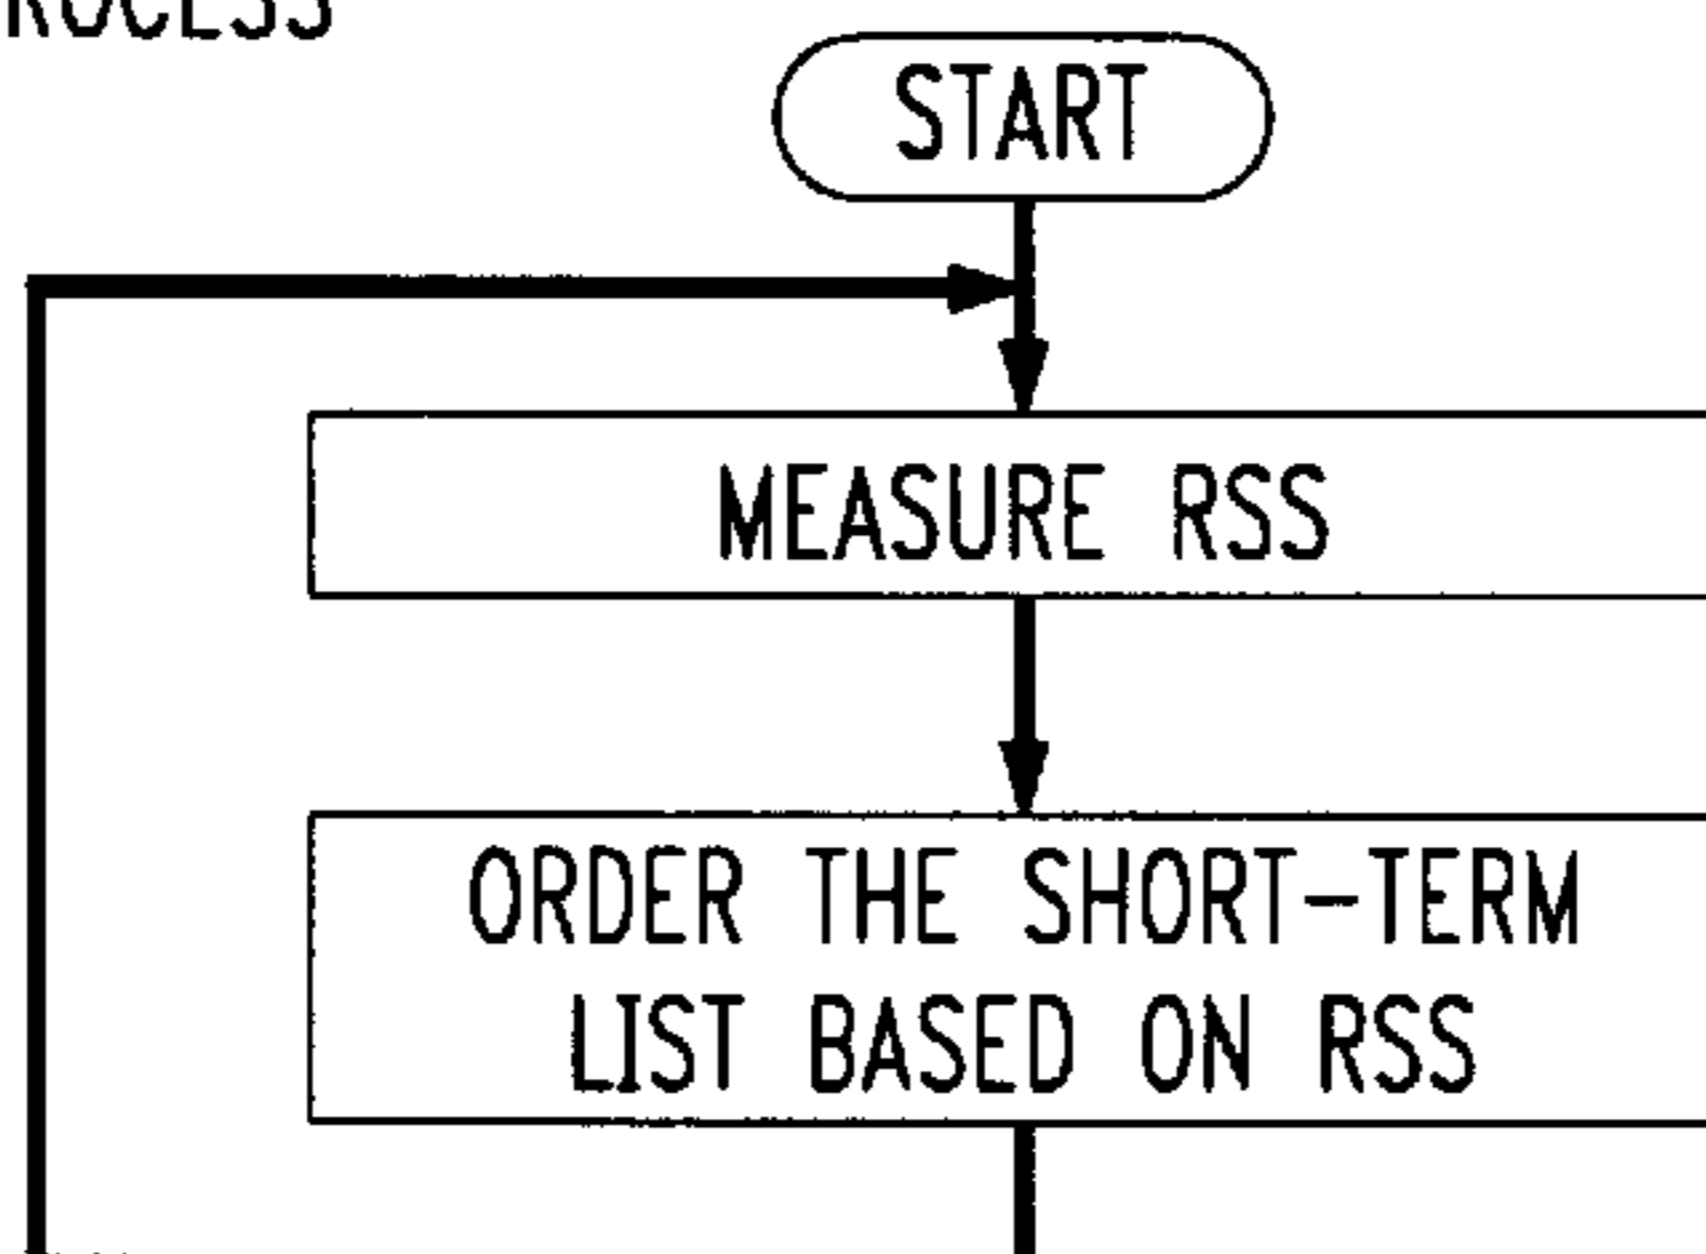 START
MEASURE RSS
ORDER THE SHORT-TERM
LIST BASED ON RSS